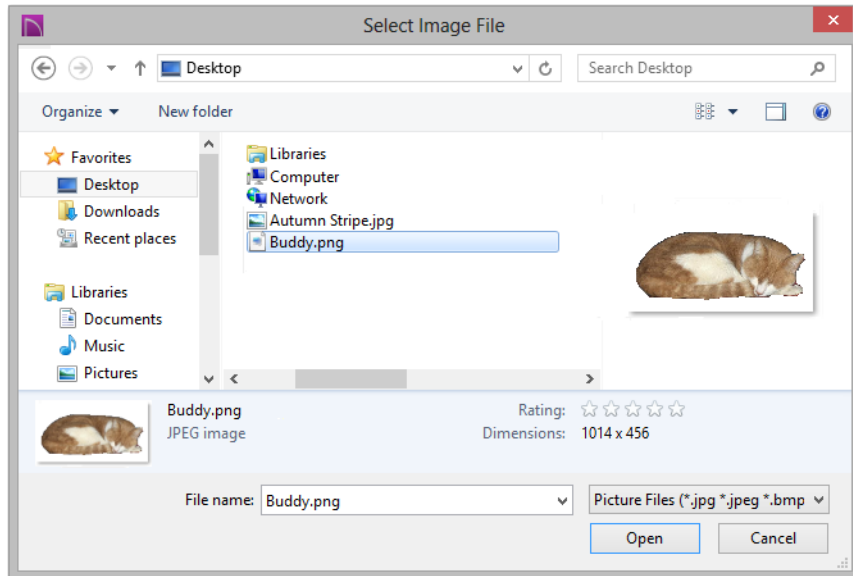 Select Image File
Desktop
Search Desktop
Organize
New folder
Favorites
Desktop
Downloads
Recent places
Libraries
Documents
Music
Pictures
Libraries
Computer
Network
Autumn Stripe.jpg
Buddy.png
Buddy.png
JPEG image
Rating:
Dimensions: 1014 x 456
File name: Buddy.png
Picture Files (*.jpg *.jpeg *.bmp
Open
Cancel